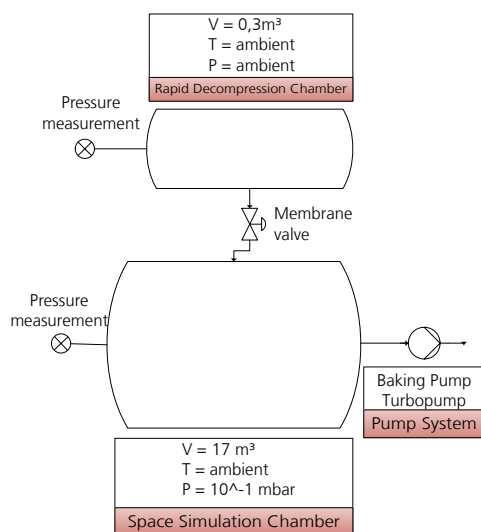 V = 0,3m³
T = ambient
P = ambient
Rapid Decompression Chamber
Pressure
measurement
Membrane
valve
Pressure
measurement
Baking Pump
Turbopump
Pump System
V = 17 m³
T = ambient
P = 10^-1 mbar
Space Simulation Chamber